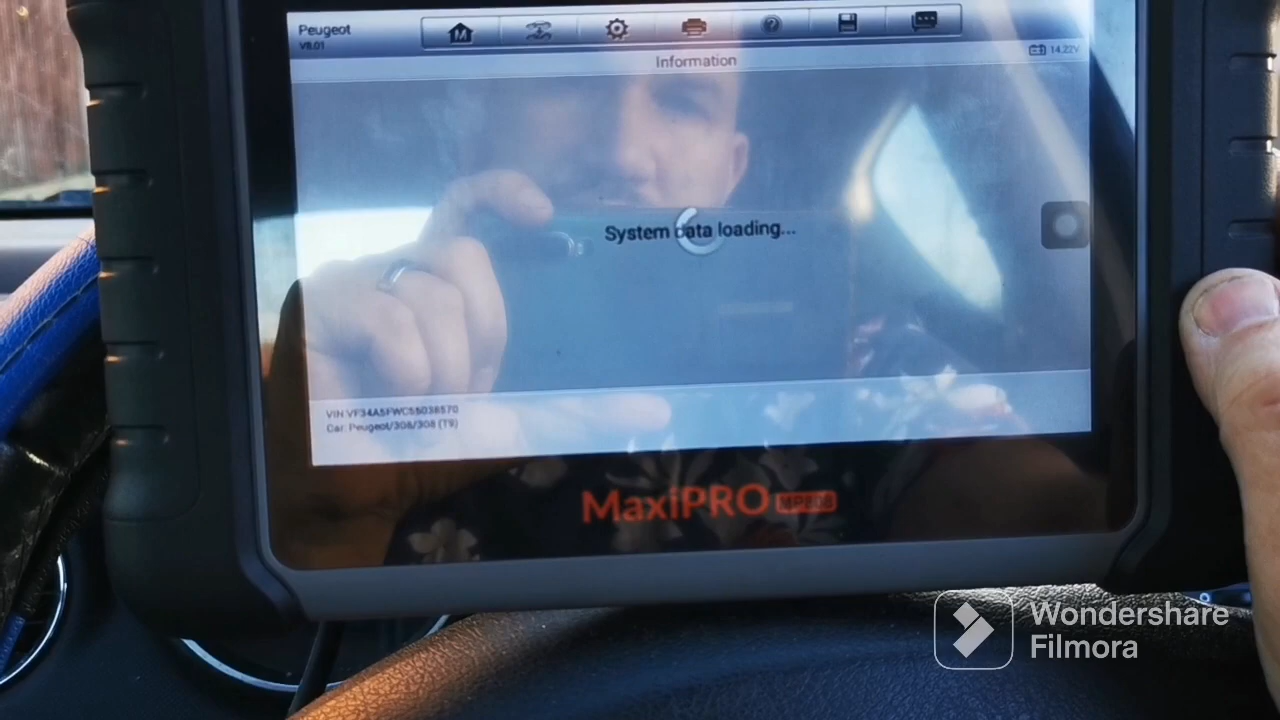 Peugeot
V8.01
Information
14.22V
System data loading...
VIN:VF34A5FWC55038570
Car: Peugeot/308/308 (T9)
MaxiPRO MP808
Wondershare
Filmora